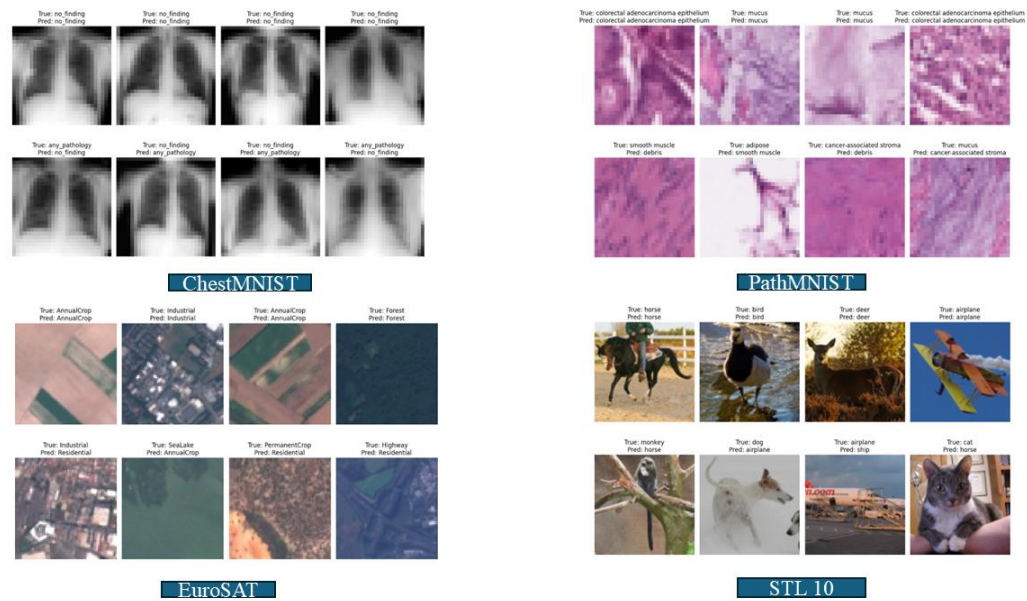 True: no_finding
Pred: no_finding
True: no_finding
Pred: no_finding
True: no_finding
Pred: no_finding
True: no_finding
Pred: no_finding
True: any_pathology
Pred: no_finding
True: no_finding
Pred: any_pathology
True: no_finding
Pred: any_pathology
True: any_pathology
Pred: no_finding
ChestMNIST
True: colorectal adenocarcinoma epithelium
Pred: colorectal adenocarcinoma epithelium
True: mucus
Pred: mucus
True: mucus
Pred: mucus
True: colorectal adenocarcinoma epithelium
Pred: colorectal adenocarcinoma epithelium
True: smooth muscle
Pred: debris
True: adipose
Pred: smooth muscle
True: cancer-associated stroma
Pred: debris
True: mucus
Pred: cancer-associated stroma
PathMNIST
True: AnnualCrop
Pred: AnnualCrop
True: Industrial
Pred: Industrial
True: AnnualCrop
Pred: AnnualCrop
True: Forest
Pred: Forest
True: Industrial
Pred: Residential
True: SeaLake
Pred: AnnualCrop
True: PermanentCrop
Pred: Residential
True: Highway
Pred: Residential
EuroSAT
True: horse
Pred: horse
True: bird
Pred: bird
True: deer
Pred: deer
True: airplane
Pred: airplane
True: monkey
Pred: horse
True: dog
Pred: airplane
True: airplane
Pred: ship
.com
True: cat
Pred: horse
STL 10